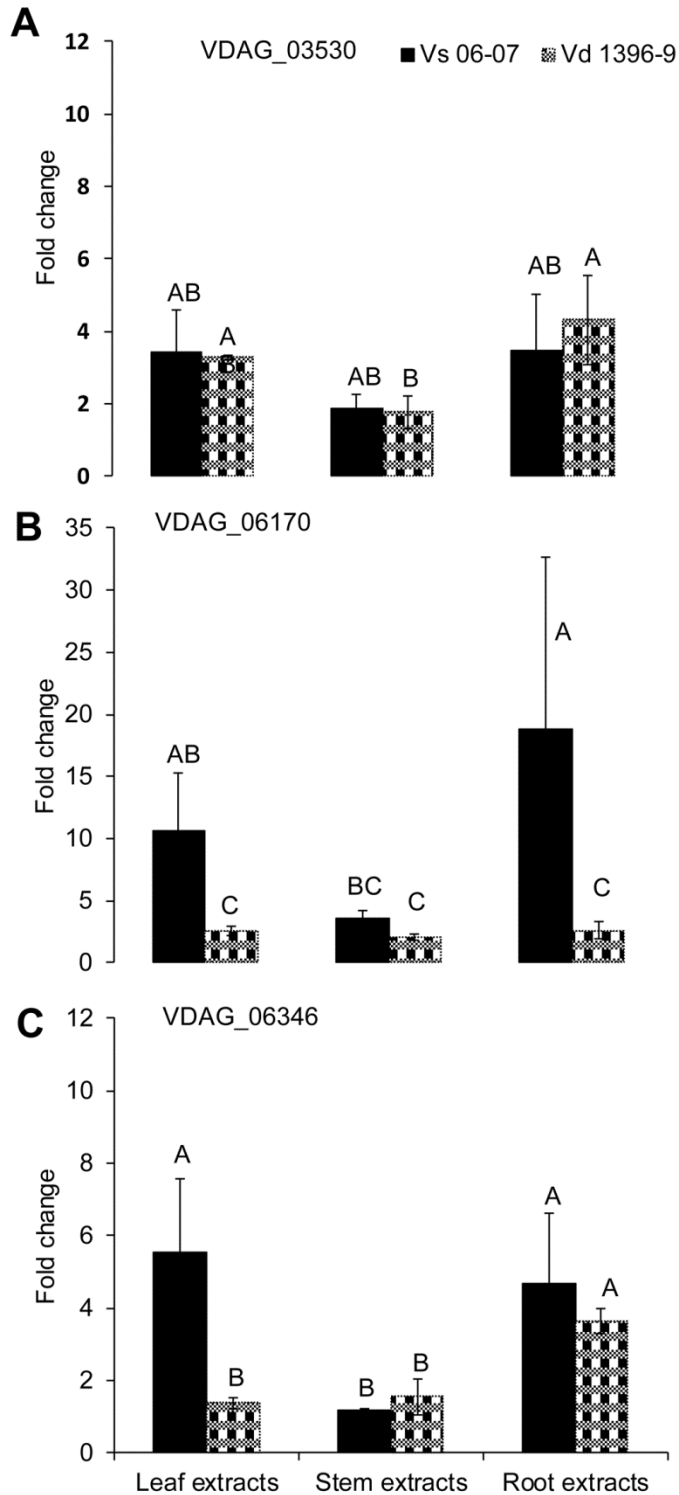 A
VDAG_03530 Vs 06-07 Vd 1396-9
12
10
8
6
4
2
0
Fold change
AB
A
B
AB
B
AB
A
B
VDAG_06170
35
30
25
20
15
10
5
0
Fold change
AB
C
BC
C
A
C
C
VDAG_06346
12
10
8
6
4
2
0
Fold change
A
B
B
B
A
A
Leaf extracts Stem extracts Root extracts